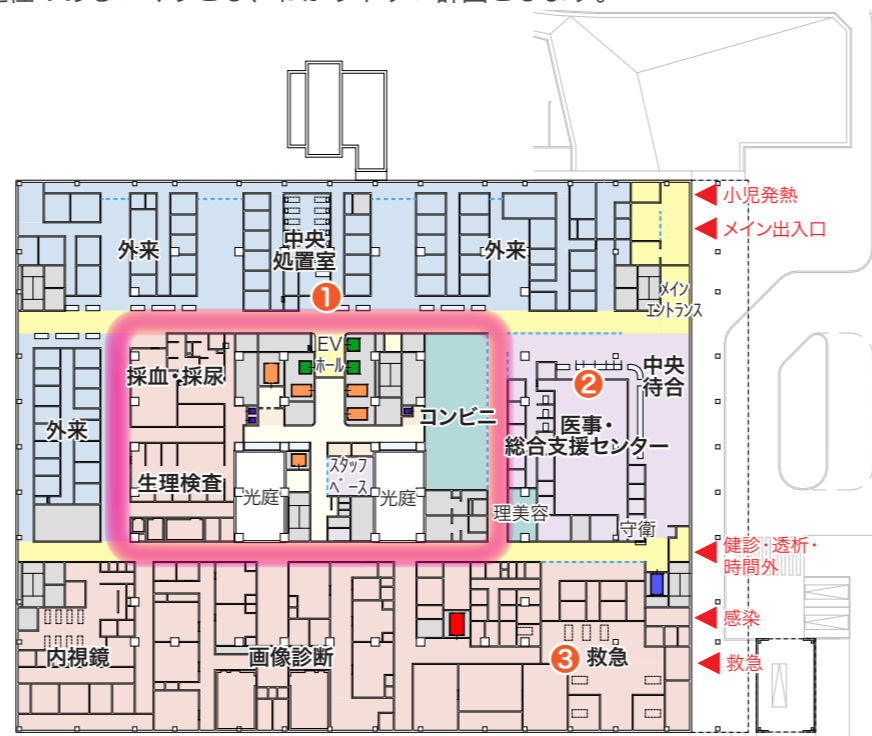 小児発熱
メイン出入口
外来
中央
処置室
外来
メイン
エントランス
❶
EV
ホール
採血・採尿
中央
待合
❷
コンビニ
外来
医事・
総合支援センター
生理検査
スタッフ
スペース
光庭
光庭
理美容
守衛
健診・透析・
時間外
感染
内視鏡
画像診断
❸ 救急
救急